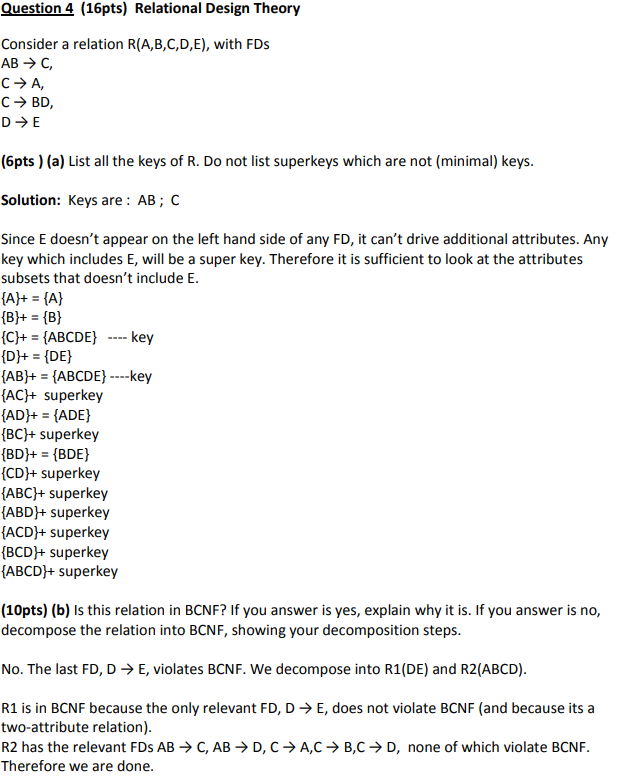 Question 4 (16pts) Relational Design Theory
Consider a relation R(A,B,C,D,E), with FDs
AB → C,
C → A,
C → BD,
D → E
(6pts ) (a) List all the keys of R. Do not list superkeys which are not (minimal) keys.
Solution: Keys are : AB ; C
Since E doesn't appear on the left hand side of any FD, it can't drive additional attributes. Any
key which includes E, will be a super key. Therefore it is sufficient to look at the attributes
subsets that doesn't include E.
{A}+ = {A}
{B}+ = {B}
{C}+ = {ABCDE} ---- key
{D}+ = {DE}
{AB}+ = {ABCDE} ----key
{AC}+ superkey
{AD}+ = {ADE}
{BC}+ superkey
{BD}+ = {BDE}
{CD}+ superkey
{ABC}+ superkey
{ABD}+ superkey
{ACD}+ superkey
{BCD}+ superkey
{ABCD}+ superkey
(10pts) (b) Is this relation in BCNF? If you answer is yes, explain why it is. If you answer is no,
decompose the relation into BCNF, showing your decomposition steps.
No. The last FD, D → E, violates BCNF. We decompose into R1(DE) and R2(ABCD).
R1 is in BCNF because the only relevant FD, D → E, does not violate BCNF (and because its a
two-attribute relation).
R2 has the relevant FDs AB → C, AB → D, C → A,C → B,C → D, none of which violate BCNF.
Therefore we are done.